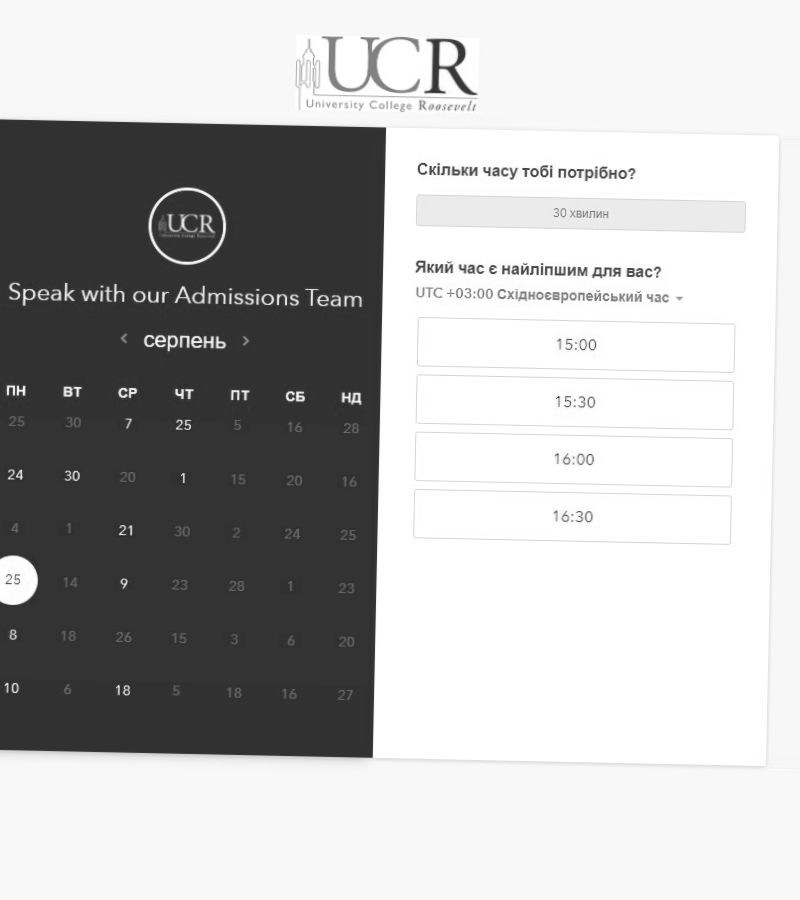 UCR
University College Roosevelt
UCR
Speak with our Admissions Team
серпень
ПН ВТ СР ЧТ ПТ СБ НД
25 30 7 25 5 16 28
24 30 20 1 15 20 16
4 1 21 30 2 24 25
25 14 9 23 28 1 23
8 18 26 15 3 6 20
10 6 18 5 18 16 27
Скільки часу тобі потрібно?
30 хвилин
Який час є найліпшим для вас?
UTC +03:00 Східноєвропейський час
15:00
15:30
16:00
16:30